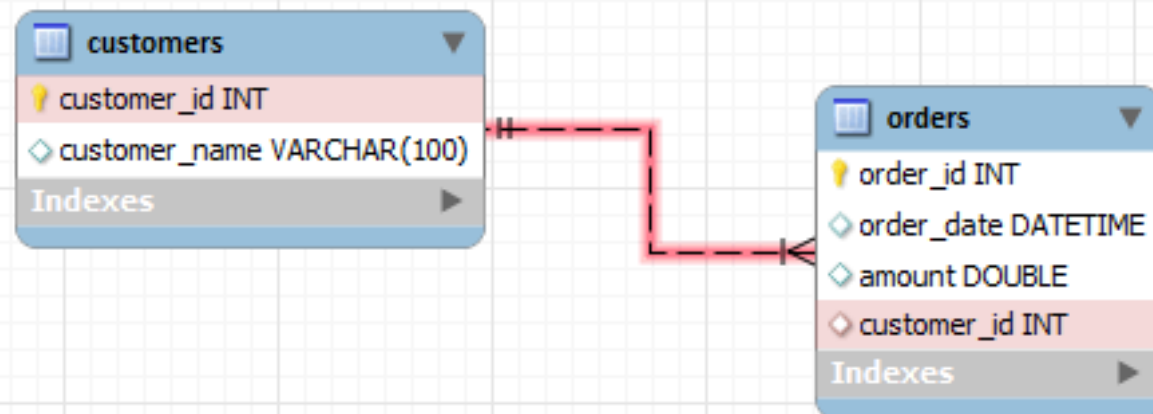 customers
customer_id INT
customer_name VARCHAR(100)
Indexes
orders
order_id INT
order_date DATETIME
amount DOUBLE
customer_id INT
Indexes